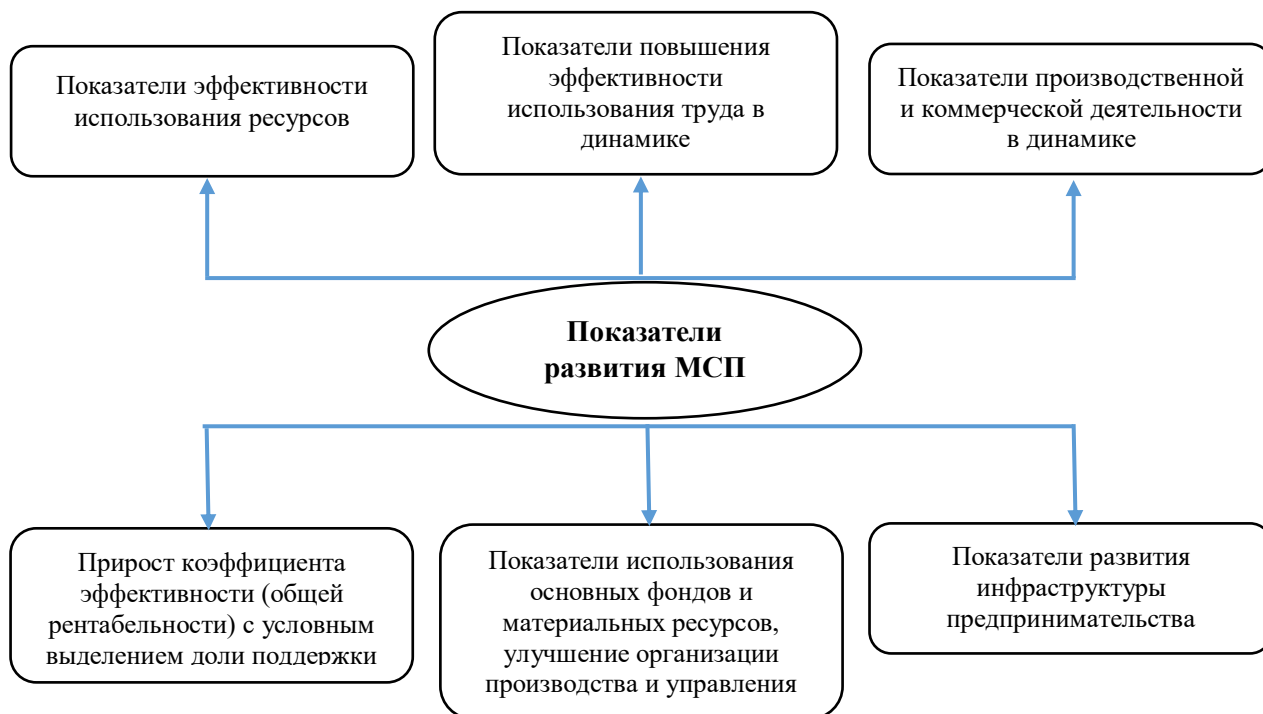 Показатели эффективности
использования ресурсов
Показатели повышения
эффективности
использования труда в
динамике
Показатели производственной
и коммерческой деятельности
в динамике
Показатели
развития МСП
Прирост коэффициента
эффективности (общей
рентабельности) с условным
выделением доли поддержки
Показатели использования
основных фондов и
материальных ресурсов,
улучшение организации
производства и управления
Показатели развития
инфраструктуры
предпринимательства